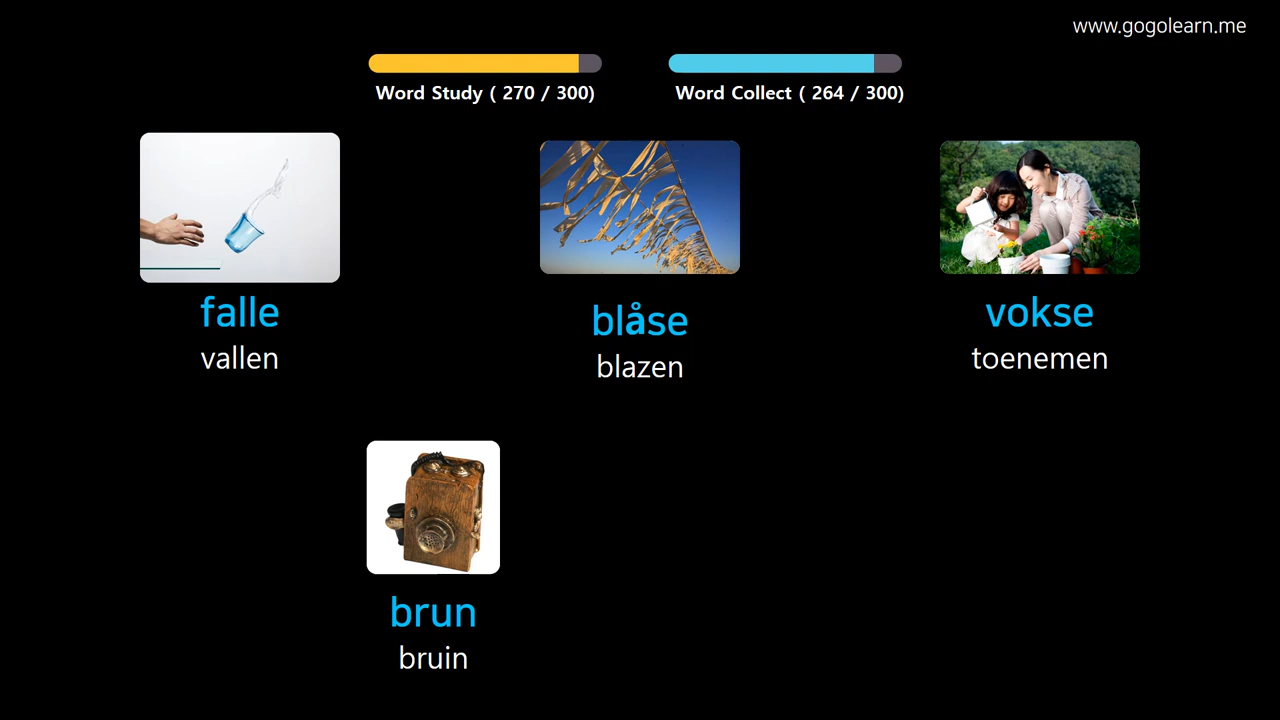 www.gogolearn.me
Word Study ( 270 / 300)
Word Collect ( 264 / 300)
falle
vallen
blåse
blazen
vokse
toenemen
brun
bruin